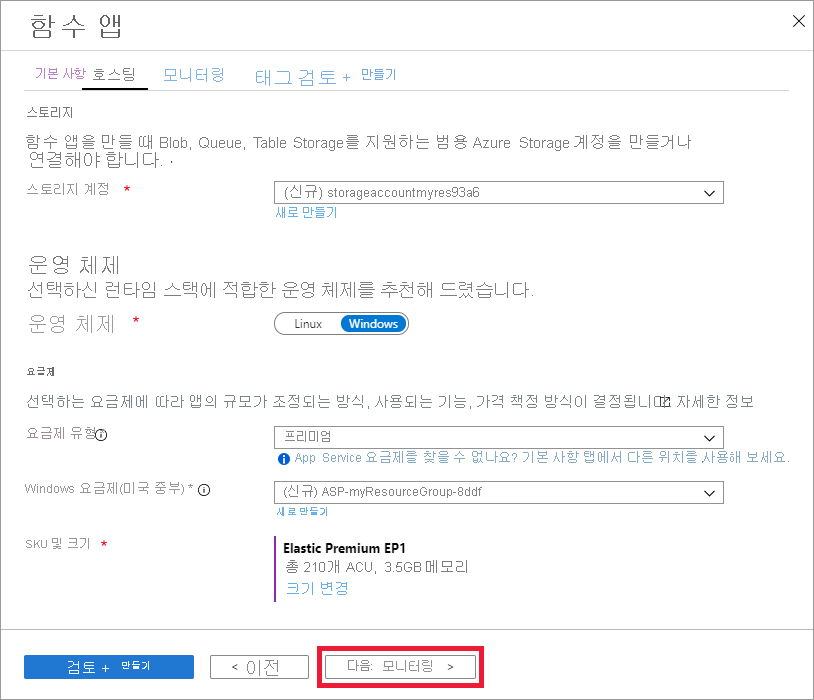 함수 앱
기본 사항 호스팅 모니터링 태그 검토 + 만들기
스토리지
함수 앱을 만들 때 Blob, Queue, Table Storage를 지원하는 범용 Azure Storage 계정을 만들거나
연결해야 합니다. .
스토리지 계정 * (신규) storageaccountmyres93a6
새로 만들기
운영 체제
선택하신 런타임 스택에 적합한 운영 체제를 추천해 드렸습니다.
운영 체제 * Linux Windows
요금제
선택하는 요금제에 따라 앱의 규모가 조정되는 방식, 사용되는 기능, 가격 책정 방식이 결정됩니다 자세한 정보
요금제 유형 프리미엄
App Service 요금제를 찾을 수 없나요? 기본 사항 탭에서 다른 위치를 사용해 보세요.
Windows 요금제(미국 중부) * (신규) ASP-myResourceGroup-8ddf
새로 만들기
SKU 및 크기 * Elastic Premium EP1
총 210개 ACU, 3.5GB 메모리
크기 변경
검토 + 만들기 < 이전 다음: 모니터링 >